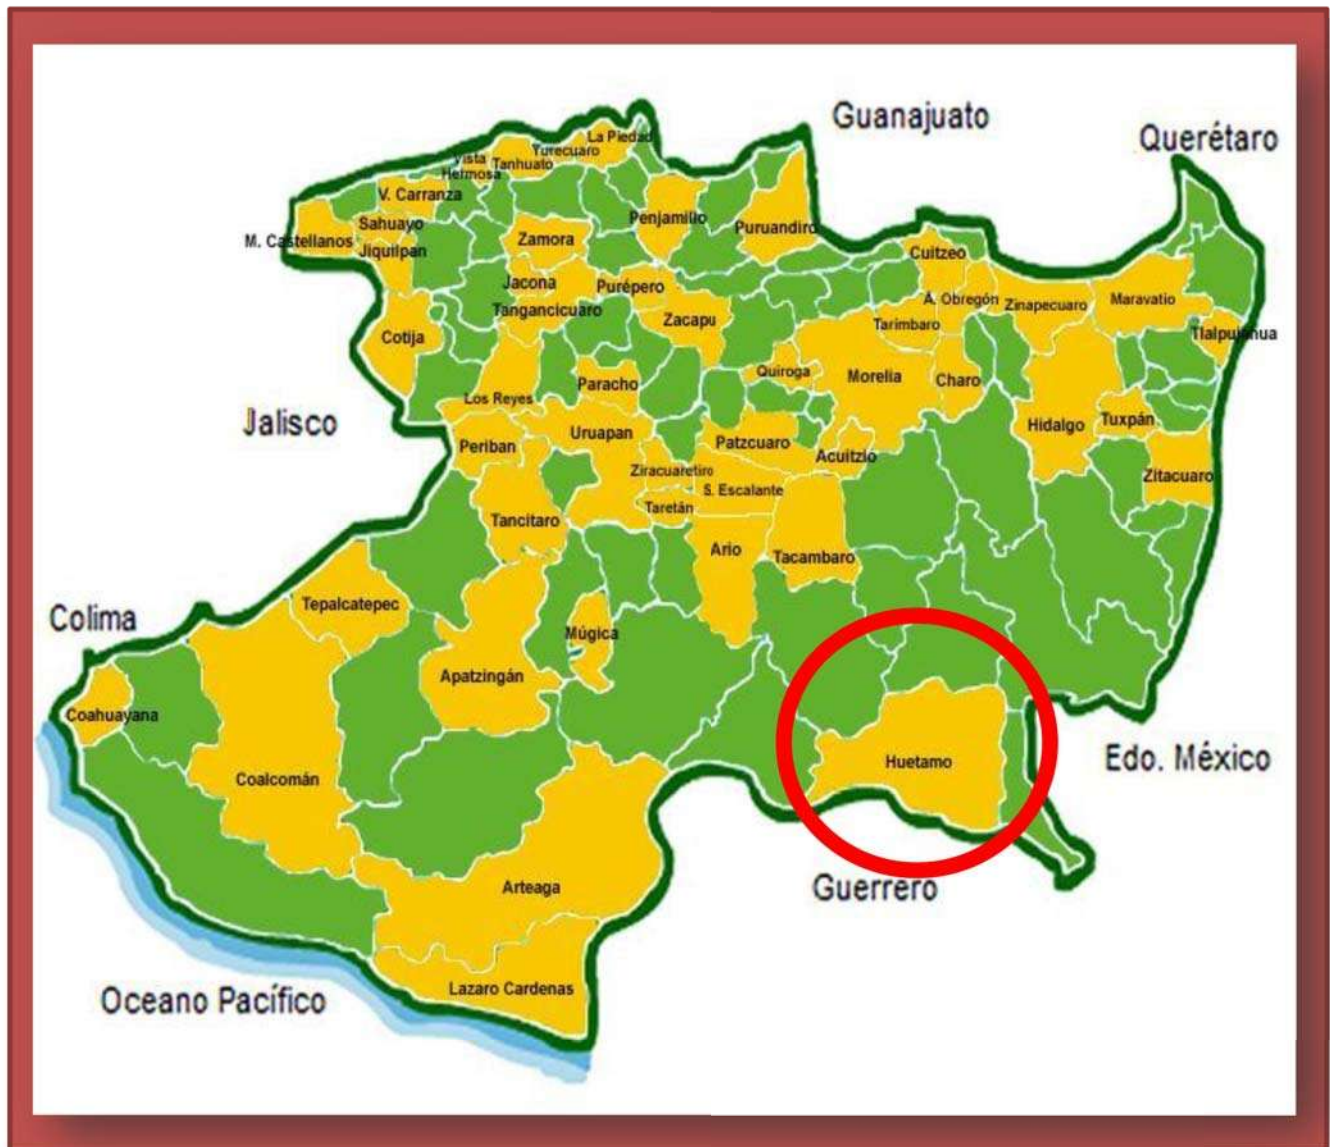 Guanajuato
Querétaro
La Piedad
Yurecuaro
Vista
Hermosa
Tanhuato
V. Carranza
Sahuayo
M. Castellanos
Jiquilpan
Zamora
Penjamillo
Puruandiro
Cuitzeo
Jacona
Purépero
Tangancicuaro
Zacapu
A. Obregón
Zinapecuaro
Maravatio
Tarimbaro
Tlalpujahua
Cotija
Quiroga
Morelia
Charo
Paracho
Los Reyes
Jalisco
Periban
Uruapan
Patzcuaro
Acuitzio
Hidalgo
Tuxpán
Ziracuaretiro
S. Escalante
Zitacuaro
Taretán
Tancitaro
Ario
Tacambaro
Tepalcatepec
Colima
Múgica
Apatzingán
Coahuayana
Coalcomán
Huetamo
Edo. México
Arteaga
Guerrero
Lazaro Cardenas
Oceano Pacífico